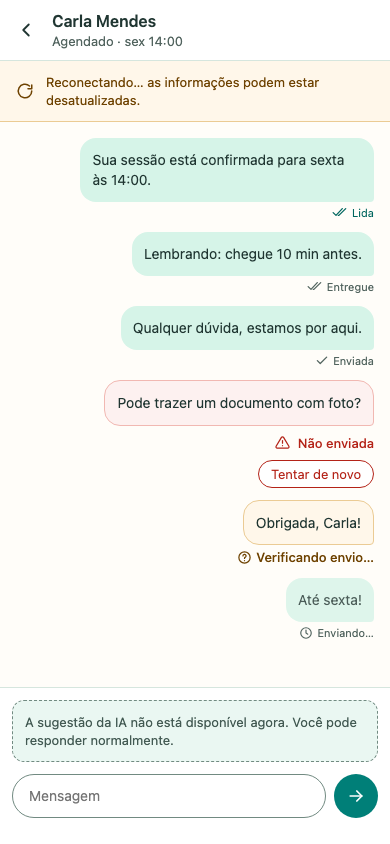 Carla Mendes
Agendado · sex 14:00
Reconectando… as informações podem estar
desatualizadas.
Sua sessão está confirmada para sexta
às 14:00.
Lida
Lembrando: chegue 10 min antes.
Entregue
Qualquer dúvida, estamos por aqui.
Enviada
Pode trazer um documento com foto?
Não enviada
Tentar de novo
Obrigada, Carla!
Verificando envio…
Até sexta!
Enviando…
A sugestão da IA não está disponível agora. Você pode
responder normalmente.
Mensagem